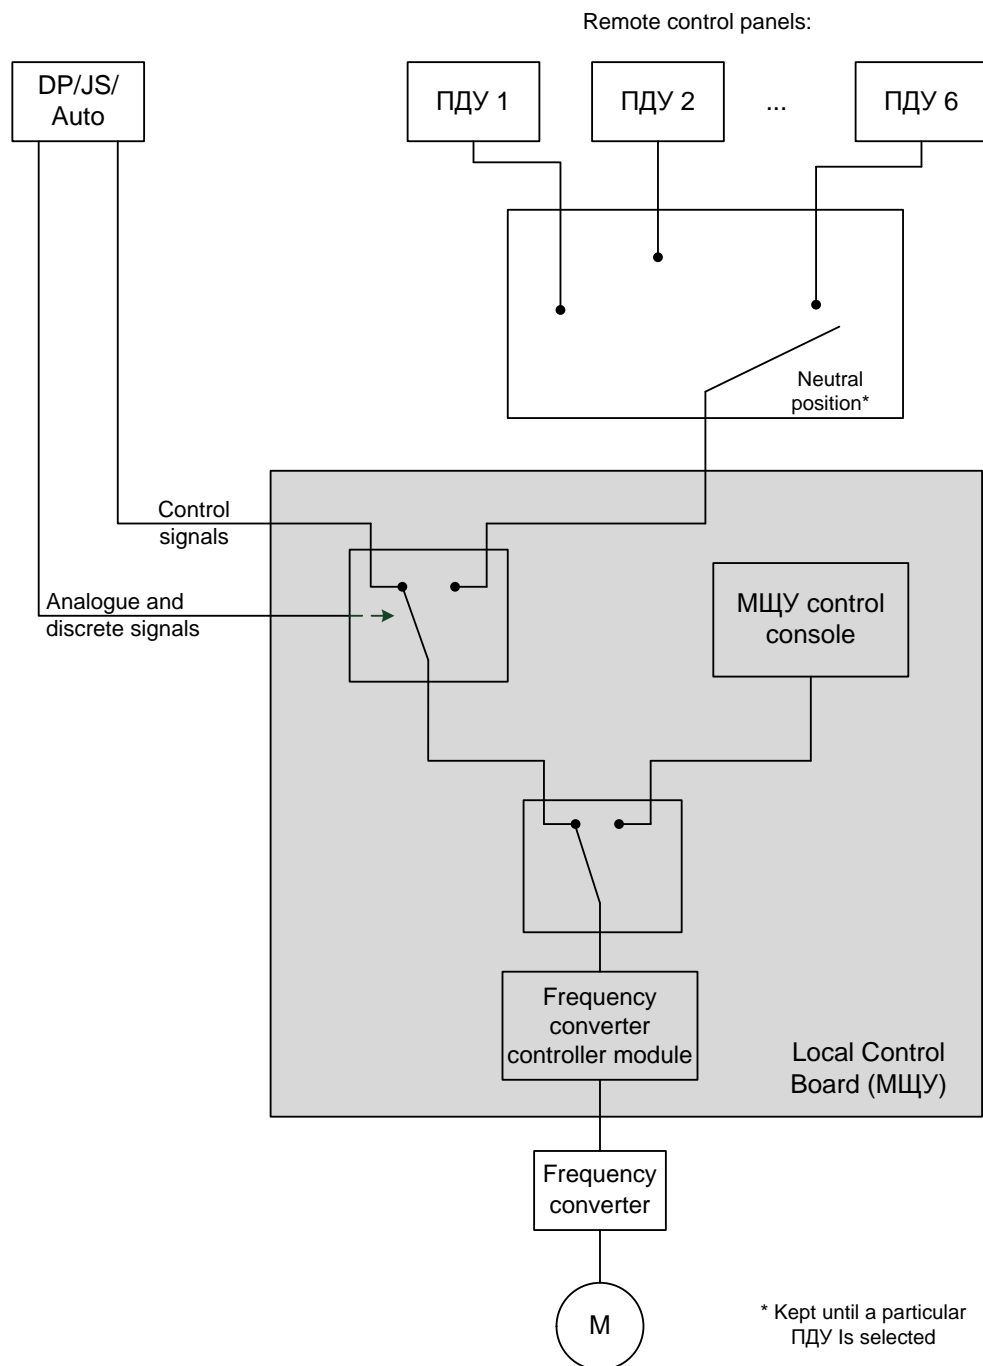 Remote control panels:
DP/JS/
Auto
ПДУ 1
ПДУ 2
...
ПДУ 6
Neutral
position*
Control
signals
Analogue and
discrete signals
МЩУ control
console
Frequency
converter
controller module
Local Control
Board (МЩУ)
Frequency
converter
M
* Kept until a particular
ПДУ Is selected